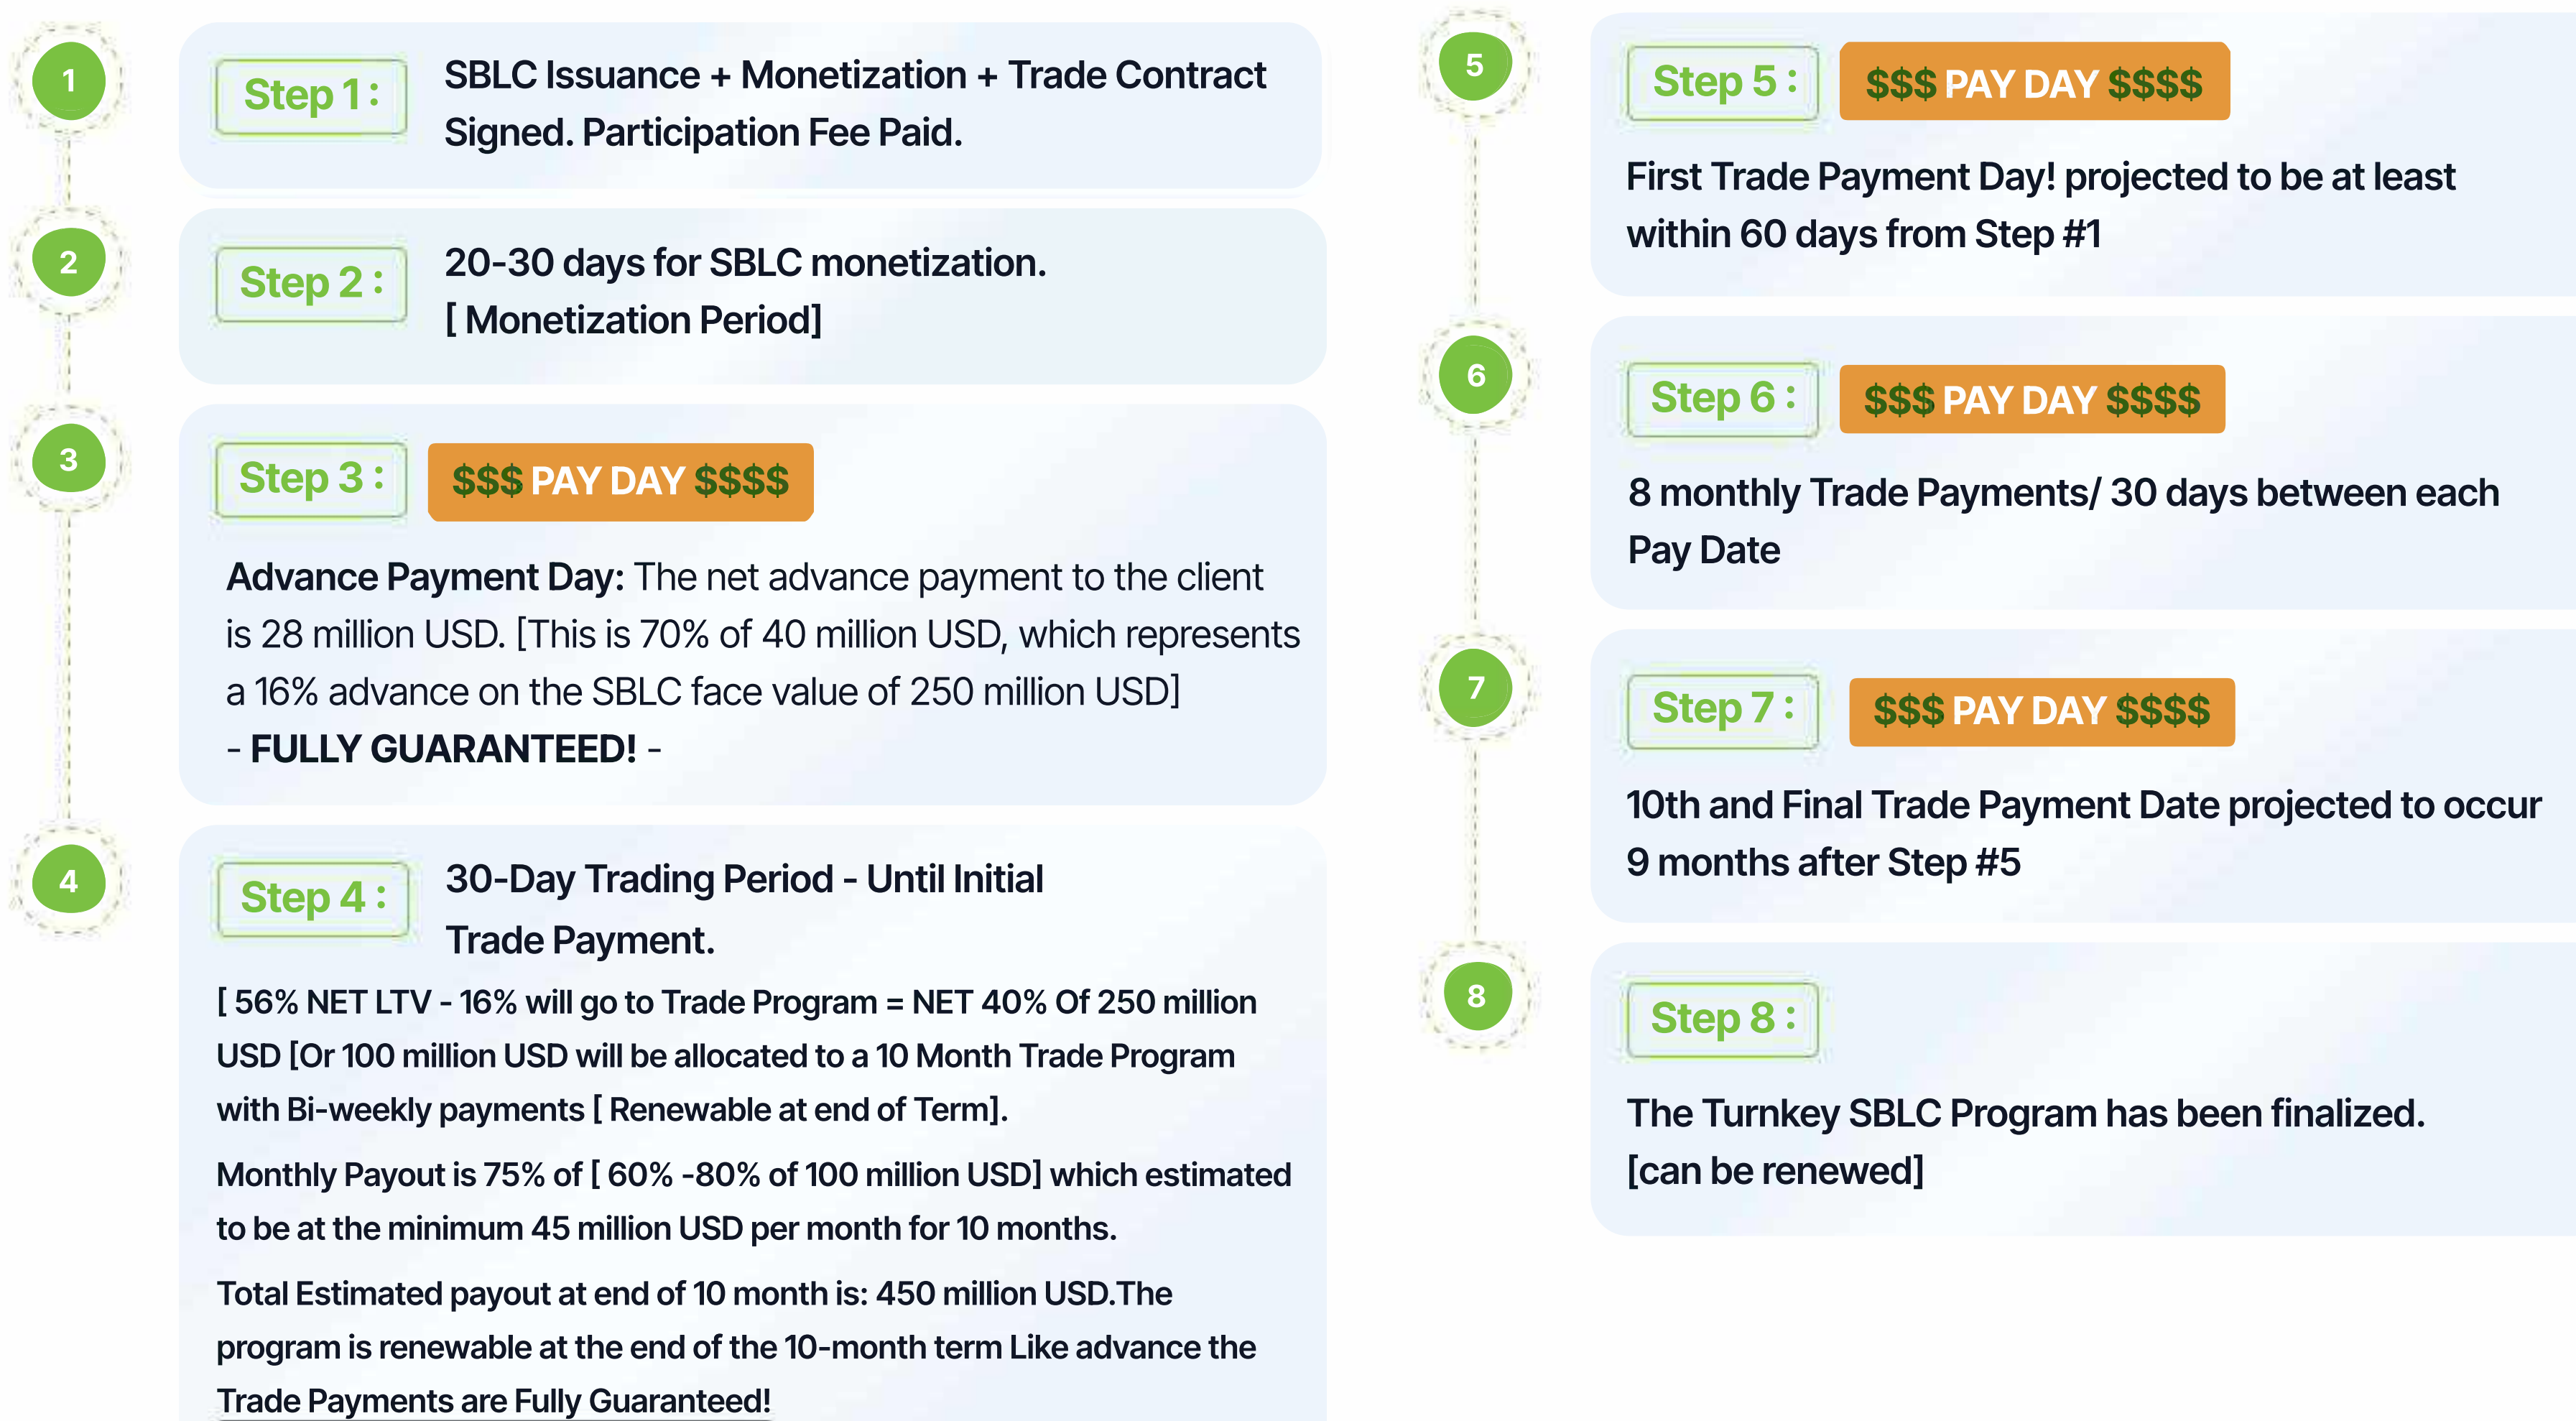 1
Step 1 :
SBLC Issuance + Monetization + Trade Contract
Signed. Participation Fee Paid.
2
Step 2 :
20-30 days for SBLC monetization.
[ Monetization Period]
3
Step 3 :
$$$ PAY DAY $$$$
Advance Payment Day: The net advance payment to the client
is 28 million USD. [This is 70% of 40 million USD, which represents
a 16% advance on the SBLC face value of 250 million USD]
- FULLY GUARANTEED! -
4
Step 4 :
30-Day Trading Period - Until Initial
Trade Payment.
[ 56% NET LTV - 16% will go to Trade Program = NET 40% Of 250 million
USD [Or 100 million USD will be allocated to a 10 Month Trade Program
with Bi-weekly payments [ Renewable at end of Term].
Monthly Payout is 75% of [ 60% -80% of 100 million USD] which estimated
to be at the minimum 45 million USD per month for 10 months.
Total Estimated payout at end of 10 month is: 450 million USD.The
program is renewable at the end of the 10-month term Like advance the
Trade Payments are Fully Guaranteed!
5
Step 5 :
$$$ PAY DAY $$$$
First Trade Payment Day! projected to be at least
within 60 days from Step #1
6
Step 6 :
$$$ PAY DAY $$$$
8 monthly Trade Payments/ 30 days between each
Pay Date
7
Step 7 :
$$$ PAY DAY $$$$
10th and Final Trade Payment Date projected to occur
9 months after Step #5
8
Step 8 :
The Turnkey SBLC Program has been finalized.
[can be renewed]